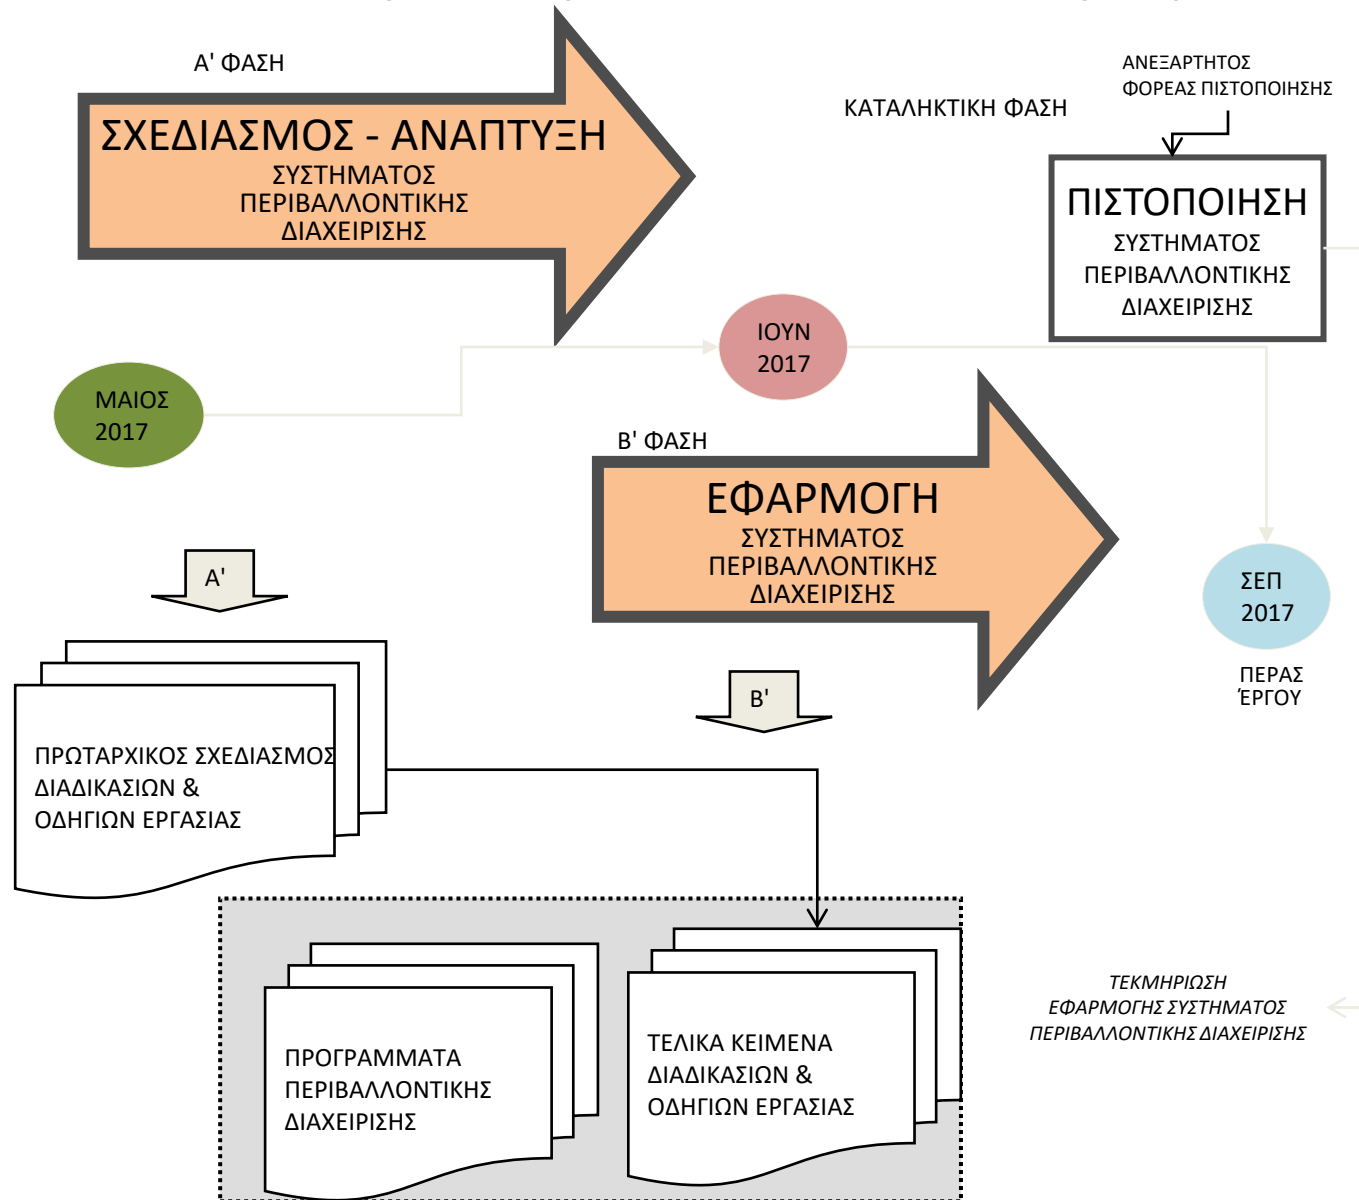 Α' ΦΑΣΗ
ΣΧΕΔΙΑΣΜΟΣ - ΑΝΑΠΤΥΞΗ
ΣΥΣΤΗΜΑΤΟΣ
ΠΕΡΙΒΑΛΛΟΝΤΙΚΗΣ
ΔΙΑΧΕΙΡΙΣΗΣ
ΚΑΤΑΛΗΚΤΙΚΗ ΦΑΣΗ
ΑΝΕΞΑΡΤΗΤΟΣ
ΦΟΡΕΑΣ ΠΙΣΤΟΠΟΙΗΣΗΣ
ΠΙΣΤΟΠΟΙΗΣΗ
ΣΥΣΤΗΜΑΤΟΣ
ΠΕΡΙΒΑΛΛΟΝΤΙΚΗΣ
ΔΙΑΧΕΙΡΙΣΗΣ
ΜΑΙΟΣ
2017
ΙΟΥΝ
2017
Β' ΦΑΣΗ
ΕΦΑΡΜΟΓΗ
ΣΥΣΤΗΜΑΤΟΣ
ΠΕΡΙΒΑΛΛΟΝΤΙΚΗΣ
ΔΙΑΧΕΙΡΙΣΗΣ
ΣΕΠ
2017
ΠΕΡΑΣ
ΈΡΓΟΥ
Α'
Β'
ΠΡΩΤΑΡΧΙΚΟΣ ΣΧΕΔΙΑΣΜΟΣ
ΔΙΑΔΙΚΑΣΙΩΝ &
ΟΔΗΓΙΩΝ ΕΡΓΑΣΙΑΣ
ΠΡΟΓΡΑΜΜΑΤΑ
ΠΕΡΙΒΑΛΛΟΝΤΙΚΗΣ
ΔΙΑΧΕΙΡΙΣΗΣ
ΤΕΛΙΚΑ ΚΕΙΜΕΝΑ
ΔΙΑΔΙΚΑΣΙΩΝ &
ΟΔΗΓΙΩΝ ΕΡΓΑΣΙΑΣ
ΤΕΚΜΗΡΙΩΣΗ
ΕΦΑΡΜΟΓΗΣ ΣΥΣΤΗΜΑΤΟΣ
ΠΕΡΙΒΑΛΛΟΝΤΙΚΗΣ ΔΙΑΧΕΙΡΙΣΗΣ